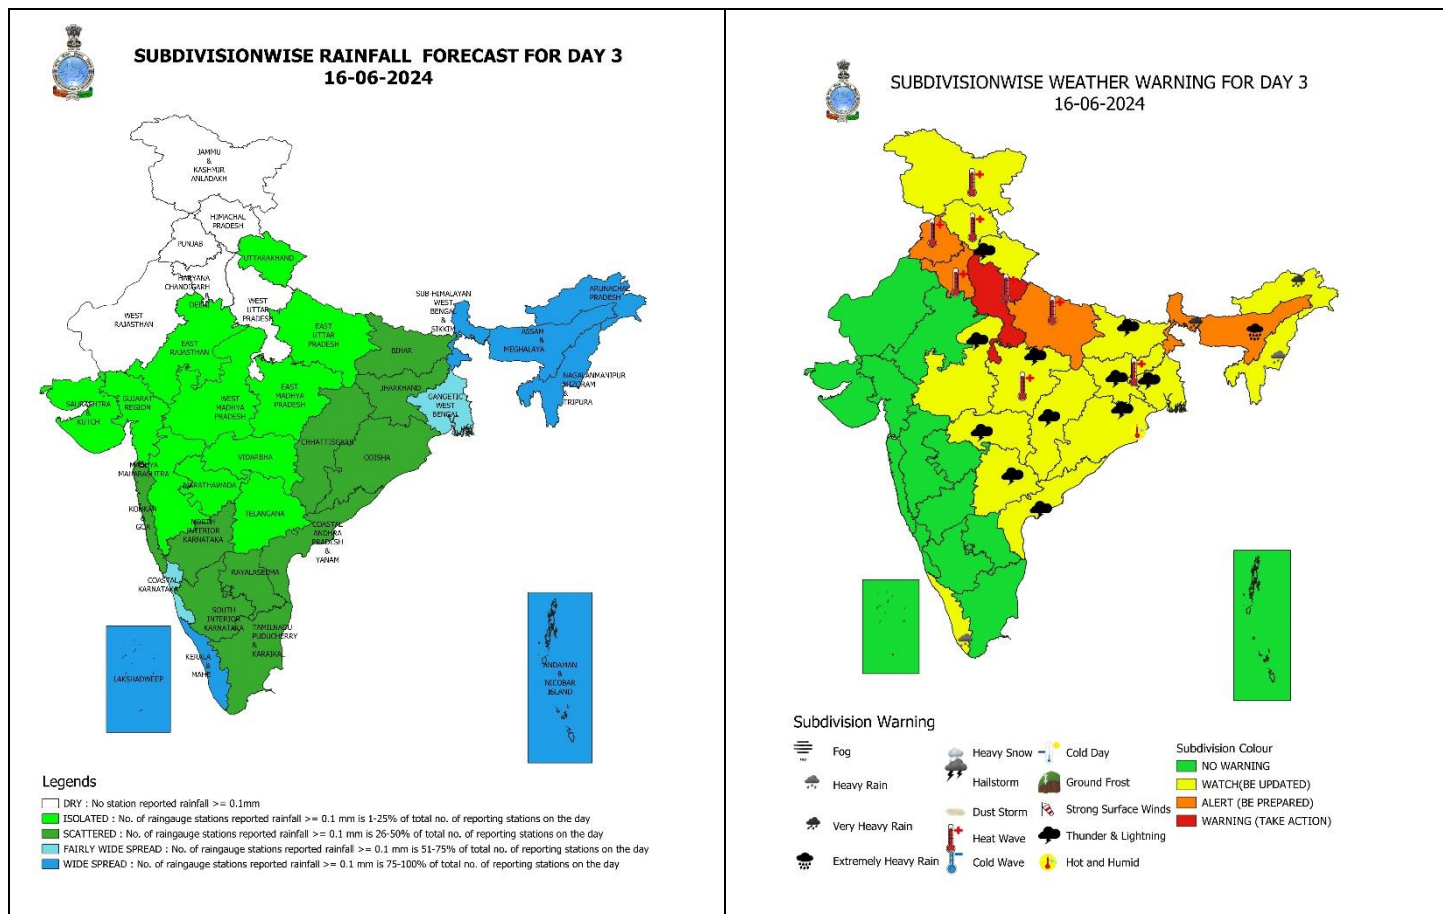 SUBDIVISIONWISE RAINFALL FORECAST FOR DAY 3
16-06-2024
JAMMU
&
KASHMIR
ANLADAKH
HIMACHAL
PRADESH
PUNJAB
UTTARAKHAND
HARYANA
CHANDIGARH
&
DELHI
WEST
UTTAR
PRADESH
WEST
RAJASTHAN
EAST
RAJASTHAN
EAST
UTTAR
PRADESH
SUB-HIMALAYAN
WEST
BENGAL
&
SIKKIM
ARUNACHAL
PRADESH
ASSAM
&
MEGHALAYA
NAGALANMANIPUR
MIZORAM
&
TRIPURA
BIHAR
JHARKHAND
GANGETIC
WEST
BENGAL
SAURASHTRA
&
KUTCH
GUJARAT
REGION
WEST
MADHYA
PRADESH
EAST
MADHYA
PRADESH
CHHATTISGARH
ODISHA
VIDARBHA
MADHYA
MAHARASHTRA
MARATHAWADA
KONKAN
&
GOA
TELANGANA
NORTH
INTERIOR
KARNATAKA
COASTAL
ANDHRA
PRADESH
&
YANAM
RAYALASEEMA
COASTAL
KARNATAKA
SOUTH
INTERIOR
KARNATAKA
TAMILNADU
PUDUCHERRY
&
KARAIKAL
KERALA
&
MAHE
LAKSHADWEEP
ANDAMAN
&
NICOBAR
ISLAND
Legends
DRY : No station reported rainfall >= 0.1mm
ISOLATED : No. of raingauge stations reported rainfall >= 0.1 mm is 1-25% of total no. of reporting stations on the day
SCATTERED : No. of raingauge stations reported rainfall >= 0.1 mm is 26-50% of total no. of reporting stations on the day
FAIRLY WIDE SPREAD : No. of raingauge stations reported rainfall >= 0.1 mm is 51-75% of total no. of reporting stations on the day
WIDE SPREAD : No. of raingauge stations reported rainfall >= 0.1 mm is 75-100% of total no. of reporting stations on the day
SUBDIVISIONWISE WEATHER WARNING FOR DAY 3
16-06-2024
Subdivision Warning
Fog
Heavy Rain
Very Heavy Rain
Extremely Heavy Rain
Heavy Snow
Hailstorm
Dust Storm
Heat Wave
Cold Wave
Cold Day
Ground Frost
Strong Surface Winds
Thunder & Lightning
Hot and Humid
Subdivision Colour
NO WARNING
WATCH(BE UPDATED)
ALERT (BE PREPARED)
WARNING (TAKE ACTION)